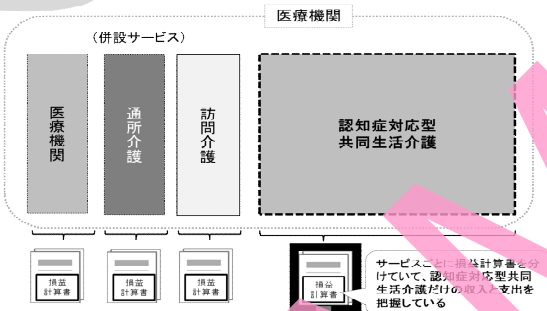 医療機関
(併設サービス)
医療機関
通所介護
訪問介護
認知症対応型
共同生活介護
損益
計算書
損益
計算書
損益
計算書
損益
計算書
サービスごとに損益計算書を分
けていて、認知症対応型共同
生活介護だけの収入と支出を
把握している